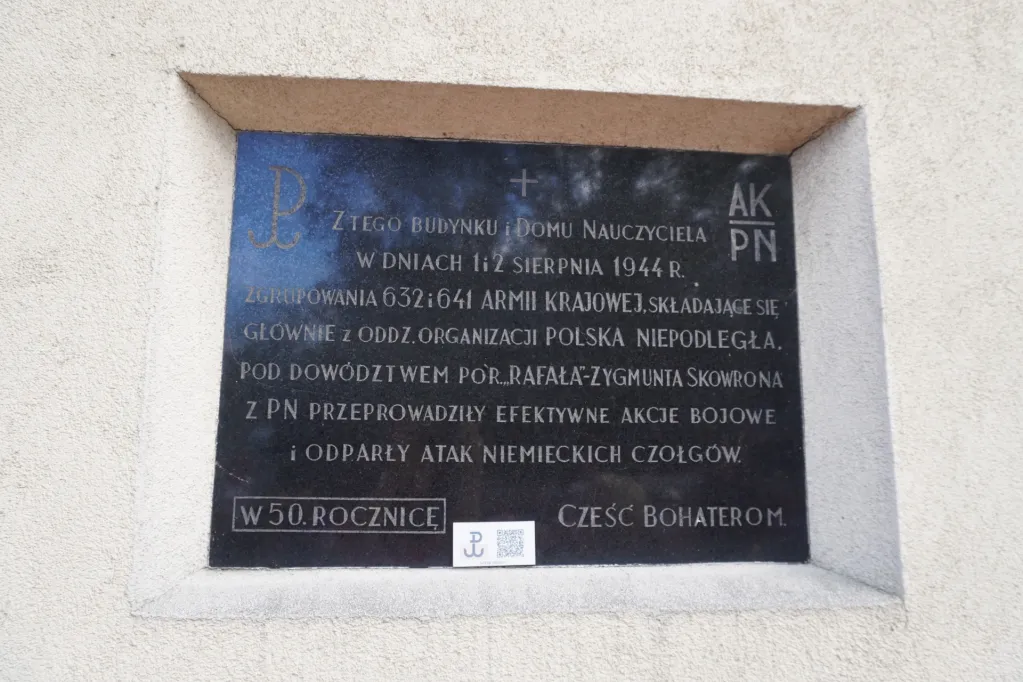 AK
PN
Z TEGO BUDYNKU i DOMU NAUCZYCIELA
W DNIACH 1 i 2 SIERPNIA 1944 R.
ZGRUPOWANIA 632 i 641 ARMII KRAJOWEJ, SKŁADAJĄCE SIĘ
GŁOWNIE z ODDZ. ORGANIZACJI POLSKA NIEPODLEGŁA,
POD DOWÓDZTWEM POR. „RAFAŁA"-ZYGMUNTA SKOWRONA
Z PN PRZEPROWADZIŁY EFEKTYWNE AKCJE BOJOWE
i ODPARŁY ATAK NIEMIECKICH CZOŁGÓW.
W 50. ROCZNICĘ
CZEŚĆ BOHATEROM.